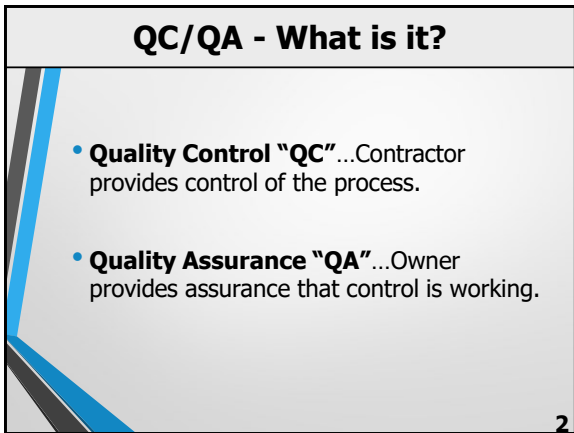 QC/QA - What is it?
• Quality Control “QC”…Contractor
provides control of the process.
• Quality Assurance “QA”…Owner
provides assurance that control is working.
2